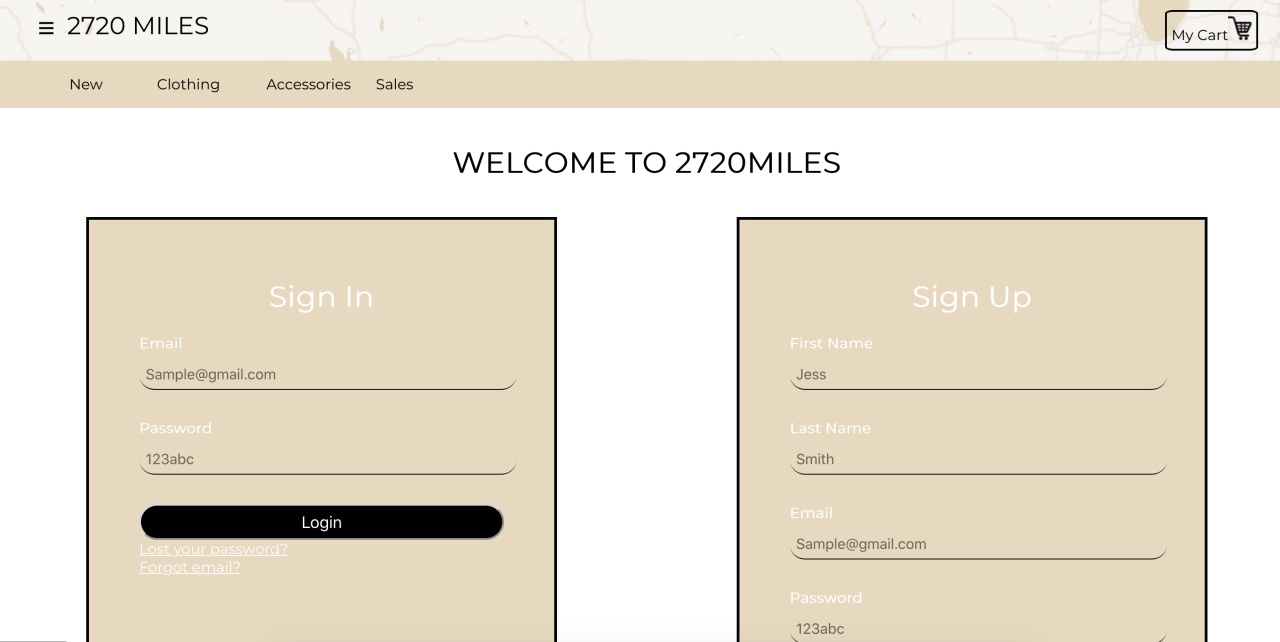 2720 MILES
My Cart
New Clothing Accessories Sales
WELCOME TO 2720MILES
Sign In
Email
Sample@gmail.com
Password
123abc
Login
Lost your password?
Forgot email?
Sign Up
First Name
Jess
Last Name
Smith
Email
Sample@gmail.com
Password
123abc